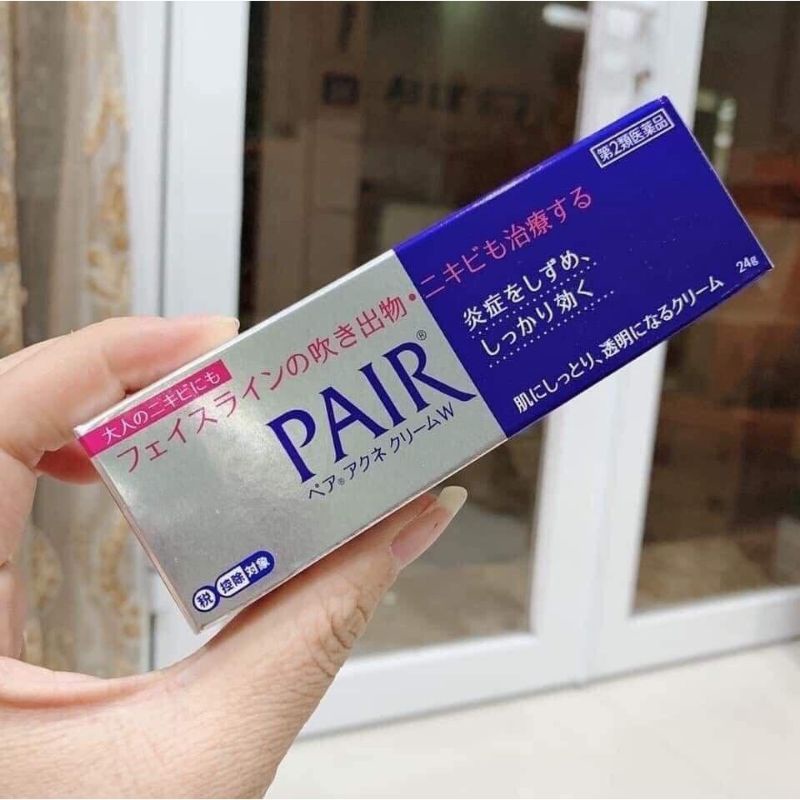 第2類医薬品
大人のニキビにも
フェイスラインの吹き出物・ニキビも治療する
PAIR®
ペア®アクネクリームW
炎症をしずめ、
しっかり効く
肌にしっとり、透明になるクリーム
24g
税 控除 対象